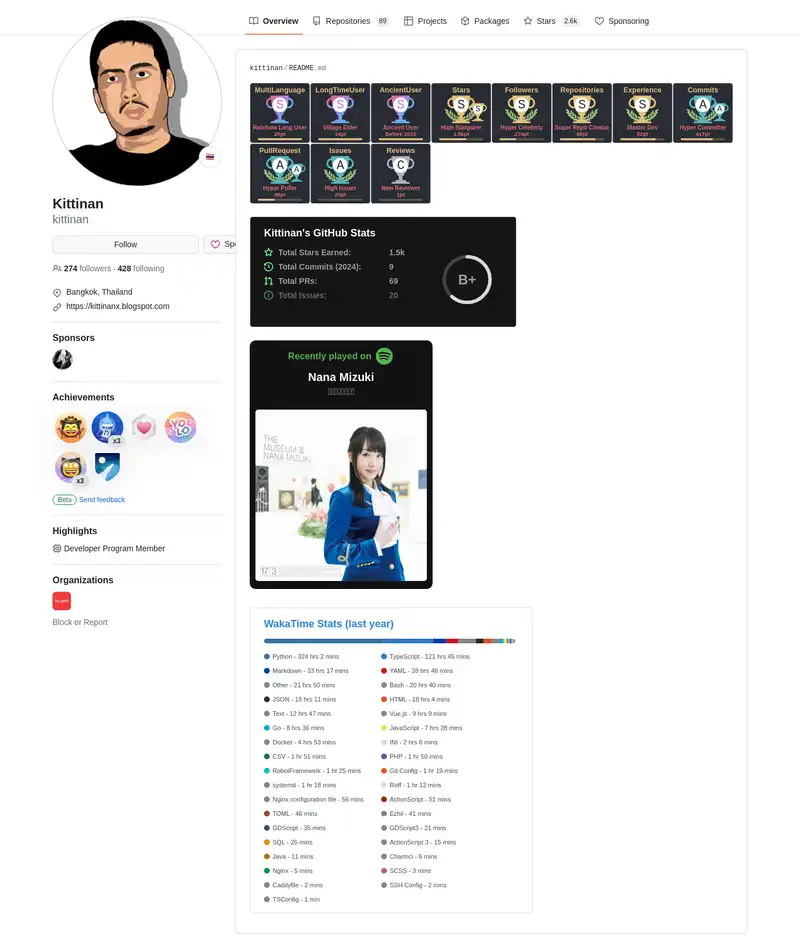 Overview
Repositories 89
Projects
Packages
Stars 2.6k
Sponsoring
kittinan/README.md
MultiLanguage
S
Rainbow Lang User
LongTimeUser
S
Village Elder
AncientUser
S
Ancient User
Before 2010
Stars
S
S
High Stargazer
1.5kpt
Followers
S
Hyper Celebrity
274pt
Repositories
S
Super Repo Creator
Experience
S
Master Dev
Commits
A
A
Hyper Committer
617pt
PullRequest
A
A
Hyper Puller
Issues
A
High Issuer
20pt
Reviews
C
New Reviewer
1pt
Kittinan
kittinan
Follow
Spo
274 followers · 428 following
Bangkok, Thailand
https://kittinanx.blogspot.com
Sponsors
Achievements
x3
YOLO
x3
Beta Send feedback
Highlights
Developer Program Member
Organizations
Block or Report
Kittinan's GitHub Stats
Total Stars Earned: 1.5k
Total Commits (2024): 9
Total PRs: 69
Total Issues: 20
B+
Recently played on
Nana Mizuki
THE
MUSEUM III
NANA MIZUKI
17|3
WakaTime Stats (last year)
Python - 324 hrs 2 mins
TypeScript - 121 hrs 45 mins
Markdown - 33 hrs 17 mins
YAML - 28 hrs 48 mins
Other - 21 hrs 50 mins
Bash - 20 hrs 40 mins
JSON - 18 hrs 11 mins
HTML - 18 hrs 4 mins
Text - 12 hrs 47 mins
Vue.js - 9 hrs 9 mins
Go - 8 hrs 36 mins
JavaScript - 7 hrs 28 mins
Docker - 4 hrs 53 mins
INI - 2 hrs 6 mins
CSV - 1 hr 51 mins
PHP - 1 hr 50 mins
RobotFramework - 1 hr 25 mins
Git Config - 1 hr 19 mins
systemd - 1 hr 18 mins
Roff - 1 hr 12 mins
Nginx configuration file - 56 mins
ActionScript - 51 mins
TOML - 46 mins
Ezhil - 41 mins
GDScript - 35 mins
GDScript3 - 31 mins
SQL - 26 mins
ActionScript 3 - 15 mins
Java - 11 mins
Charmci - 6 mins
Nginx - 5 mins
SCSS - 3 mins
Caddyfile - 2 mins
SSH Config - 2 mins
TSConfig - 1 min